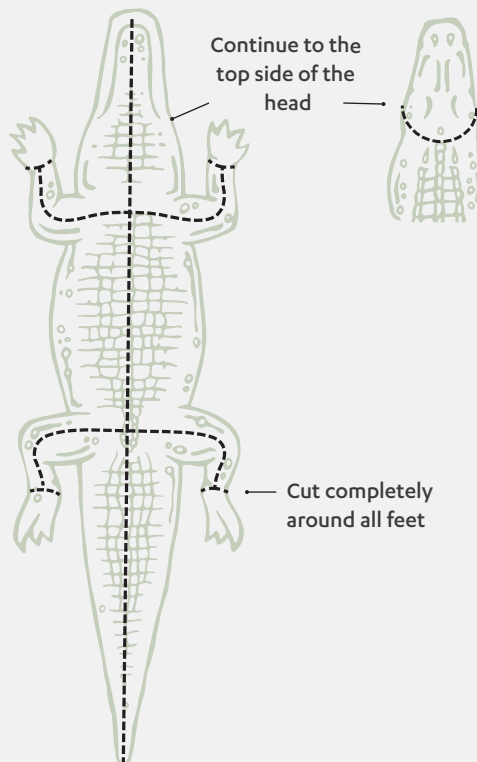 Continue to the
top side of the
head
Cut completely
around all feet